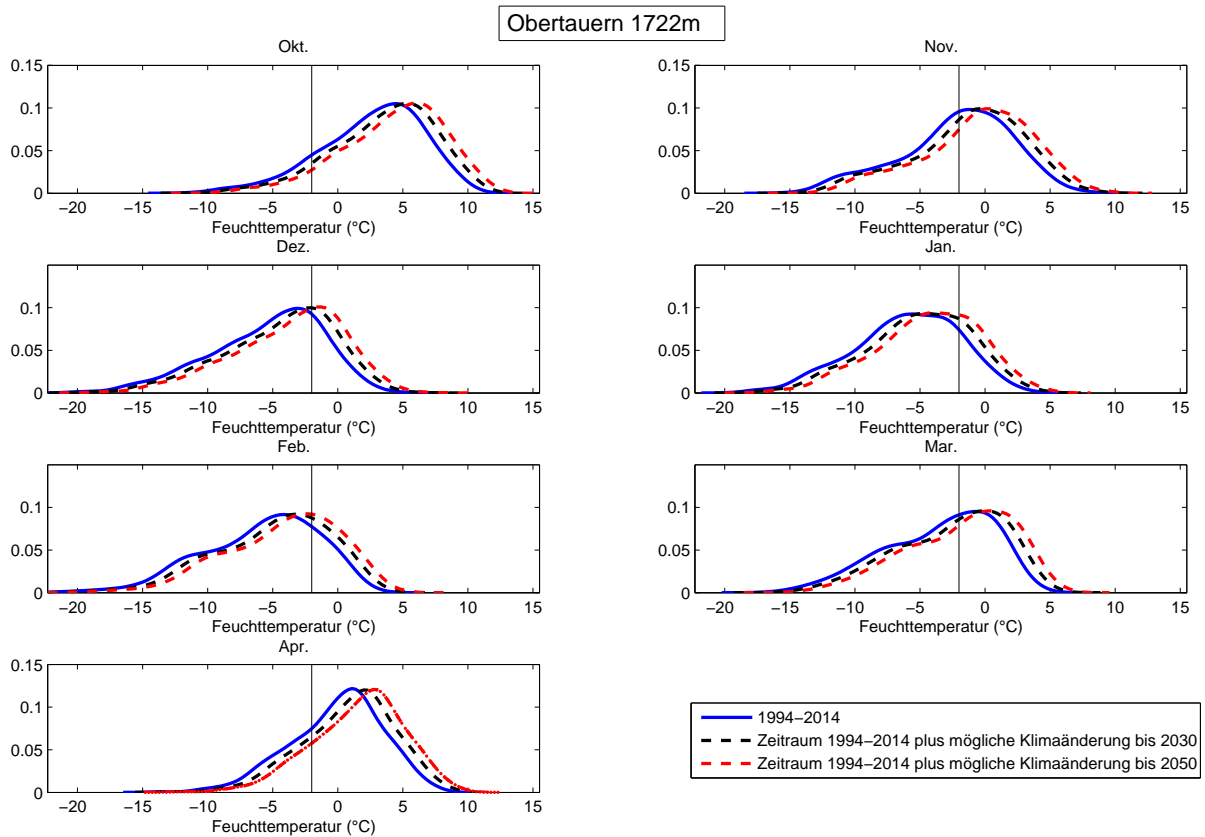 Obertauern 1722m
Okt.
0.15
0.1
0.05
0
−20 −15 −10 −5 0 5 10 15
Feuchttemperatur (°C)
Nov.
0.15
0.1
0.05
0
−20 −15 −10 −5 0 5 10 15
Feuchttemperatur (°C)
Dez.
0.1
0.05
0
−20 −15 −10 −5 0 5 10 15
Feuchttemperatur (°C)
Jan.
0.1
0.05
0
−20 −15 −10 −5 0 5 10 15
Feuchttemperatur (°C)
Feb.
0.1
0.05
0
−20 −15 −10 −5 0 5 10 15
Feuchttemperatur (°C)
Mar.
0.1
0.05
0
−20 −15 −10 −5 0 5 10 15
Feuchttemperatur (°C)
Apr.
0.15
0.1
0.05
0
−20 −15 −10 −5 0 5 10 15
Feuchttemperatur (°C)
1994−2014
Zeitraum 1994−2014 plus mögliche Klimaänderung bis 2030
Zeitraum 1994−2014 plus mögliche Klimaänderung bis 2050